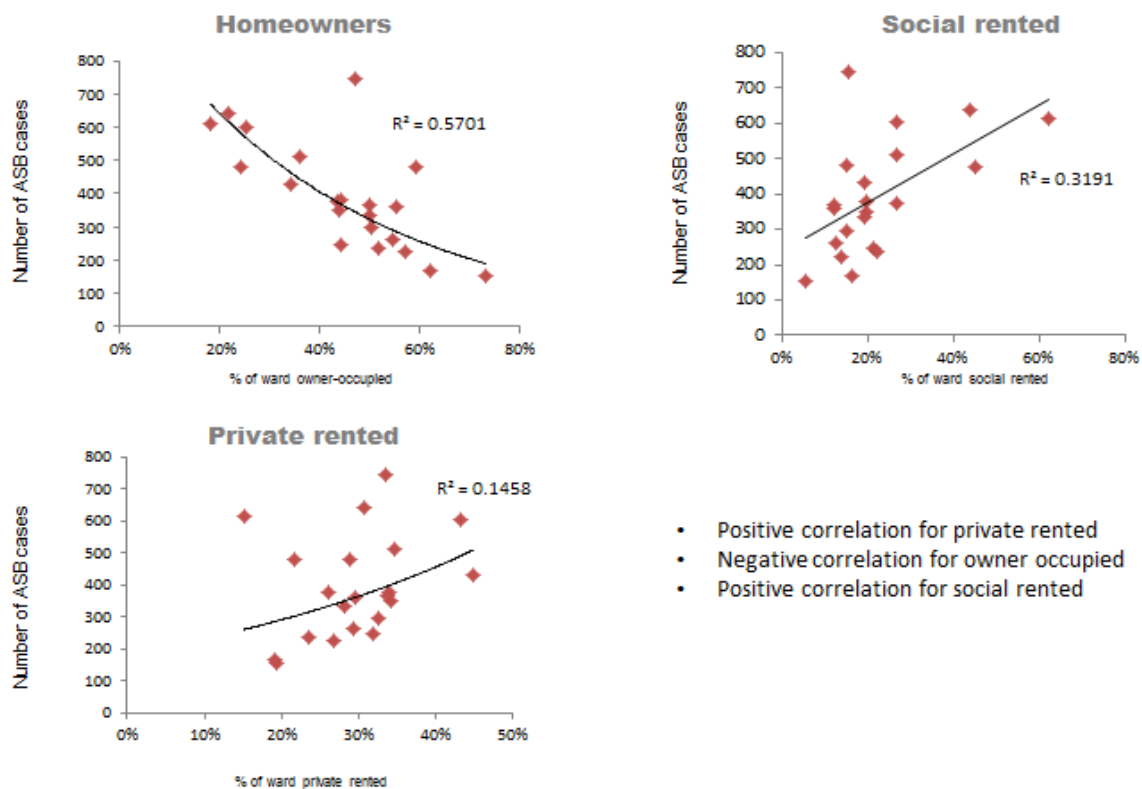 Homeowners
Number of ASB cases
800
700
600
500
400
300
200
100
0
R² = 0.5701
0%
20%
40%
60%
80%
% of ward owner-occupied
Social rented
Number of ASB cases
800
700
600
500
400
300
200
100
0
R² = 0.3191
0%
20%
40%
60%
80%
% of ward social rented
Private rented
Number of ASB cases
800
700
600
500
400
300
200
100
0
R² = 0.1458
0%
10%
20%
30%
40%
50%
% of ward private rented
• Positive correlation for private rented
• Negative correlation for owner occupied
• Positive correlation for social rented